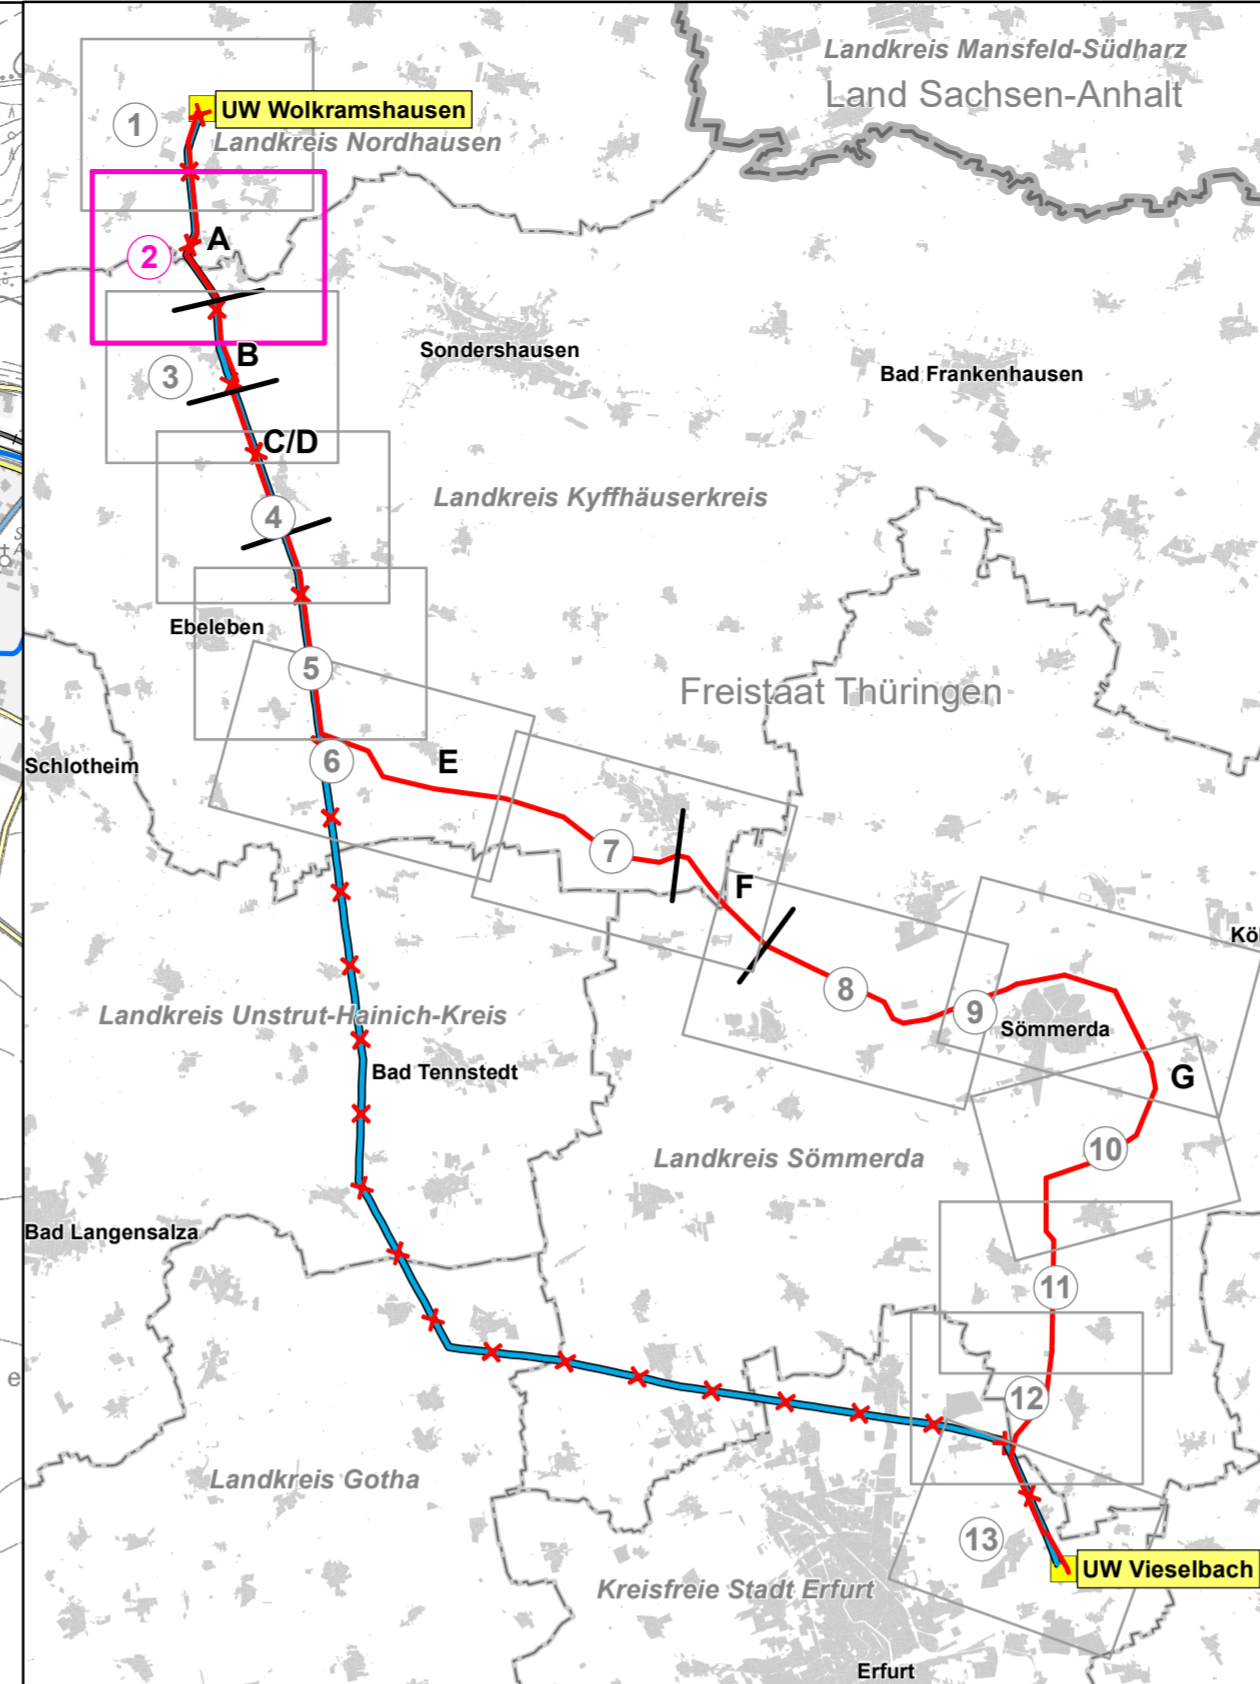 Landkreis Mansfeld-Südharz
Land Sachsen-Anhalt
UW Wolkramshausen
1
Landkreis Nordhausen
A
2
Sondershausen
B
3
Bad Frankenhausen
C/D
Landkreis Kyffhäuserkreis
4
Ebeleben
5
Freistaat Thüringen
Schlotheim
6
E
7
F
Kö
8
9
Landkreis Unstrut-Hainich-Kreis
Sömmerda
Bad Tennstedt
G
10
Landkreis Sömmerda
Bad Langensalza
11
e
12
Landkreis Gotha
13
UW Vieselbach
Kreisfreie Stadt Erfurt
Erfurt